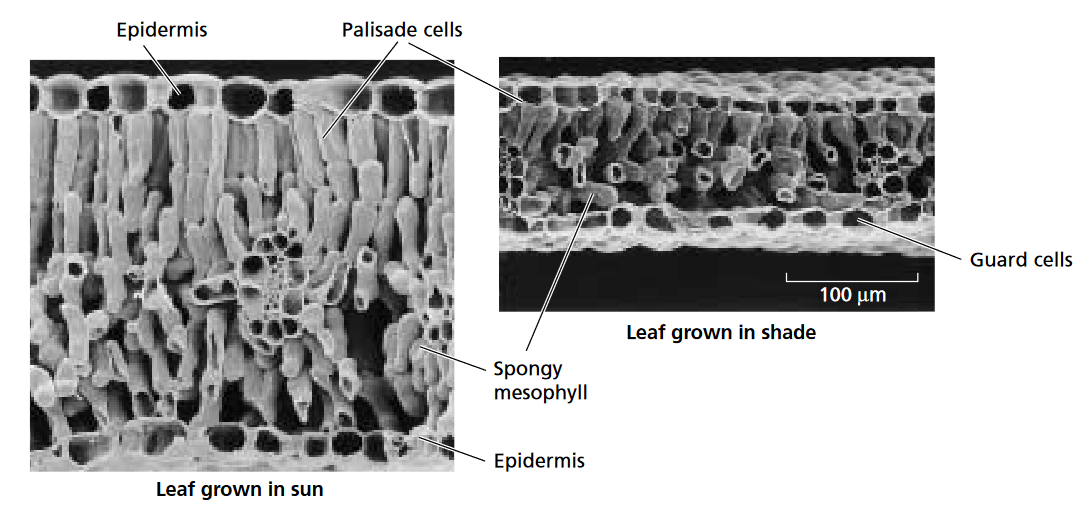 Epidermis
Palisade cells
Guard cells
100 μm
Leaf grown in shade
Spongy
mesophyll
Epidermis
Leaf grown in sun